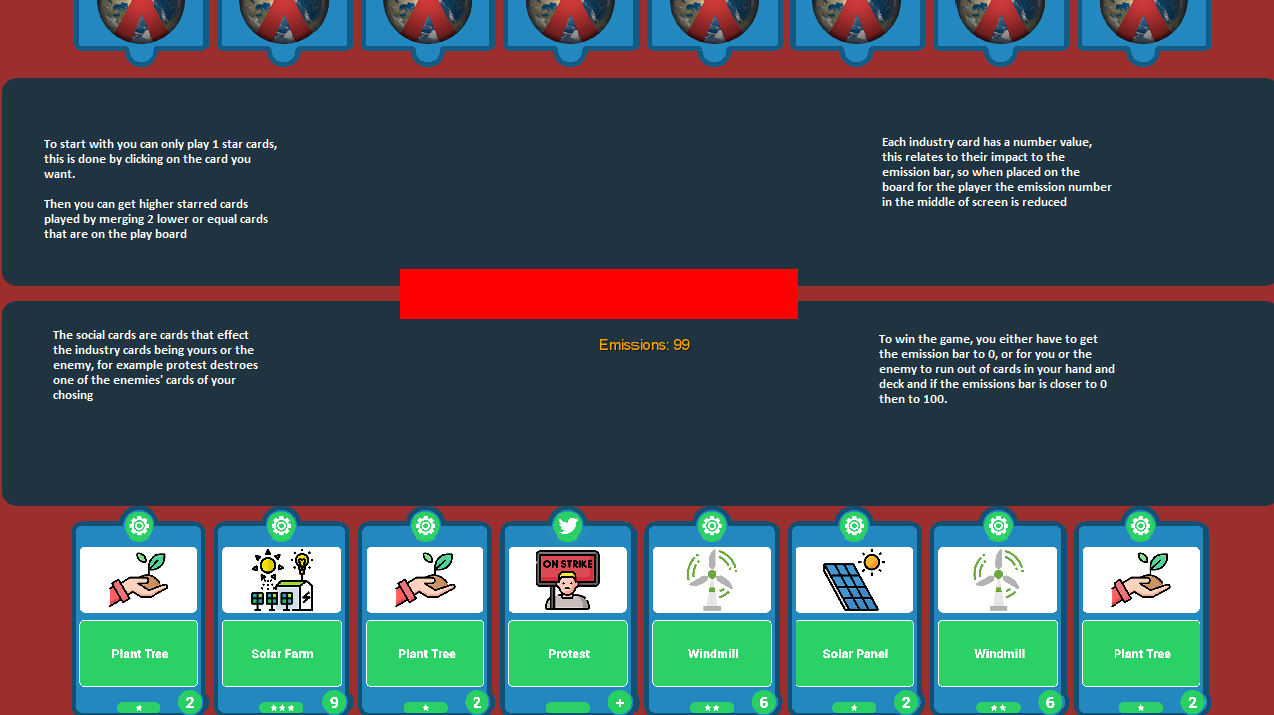 To start with you can only play 1 star cards,
this is done by clicking on the card you
want.
Then you can get higher starred cards
played by merging 2 lower or equal cards
that are on the play board
Each industry card has a number value,
this relates to their impact to the
emission bar, so when placed on the
board for the player the emission number
in the middle of screen is reduced
The social cards are cards that effect
the industry cards being yours or the
enemy, for example protest destroes
one of the enemies' cards of your
chosing
Emissions: 99
To win the game, you either have to get
the emission bar to 0, or for you or the
enemy to run out of cards in your hand and
deck and if the emissions bar is closer to 0
then to 100.
ON STRIKE
Plant Tree
Solar Farm
Plant Tree
Protest
Windmill
Solar Panel
Windmill
Plant Tree
2
9
2
+
6
2
6
2